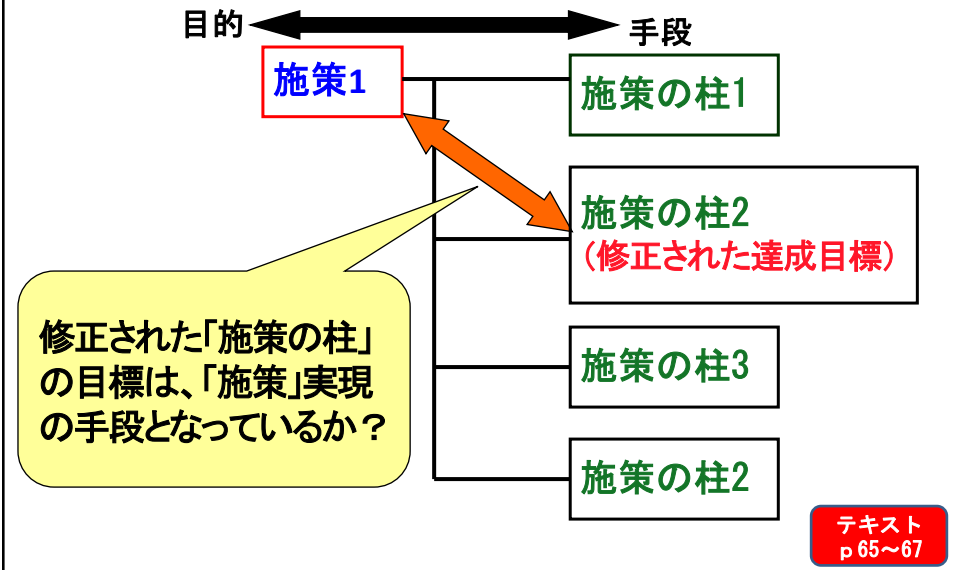 目的
手段
施策1
施策の柱1
施策の柱2
(修正された達成目標)
修正された「施策の柱」
の目標は、「施策」実現
の手段となっているか？
施策の柱3
施策の柱2
テキスト
ｐ65～67